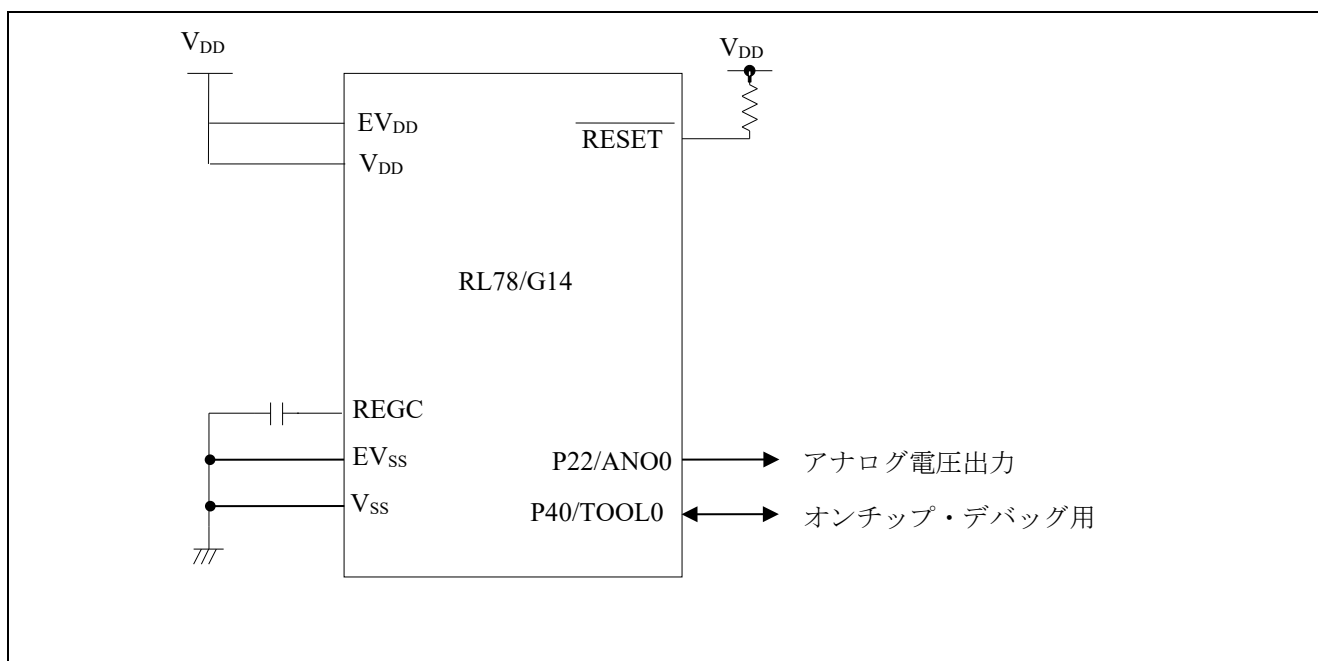 VDD
VDD
EVDD
RESET
VDD
RL78/G14
REGC
EVSS
P22/ANO0
アナログ電圧出力
VSS
P40/TOOL0
オンチップ・デバッグ用